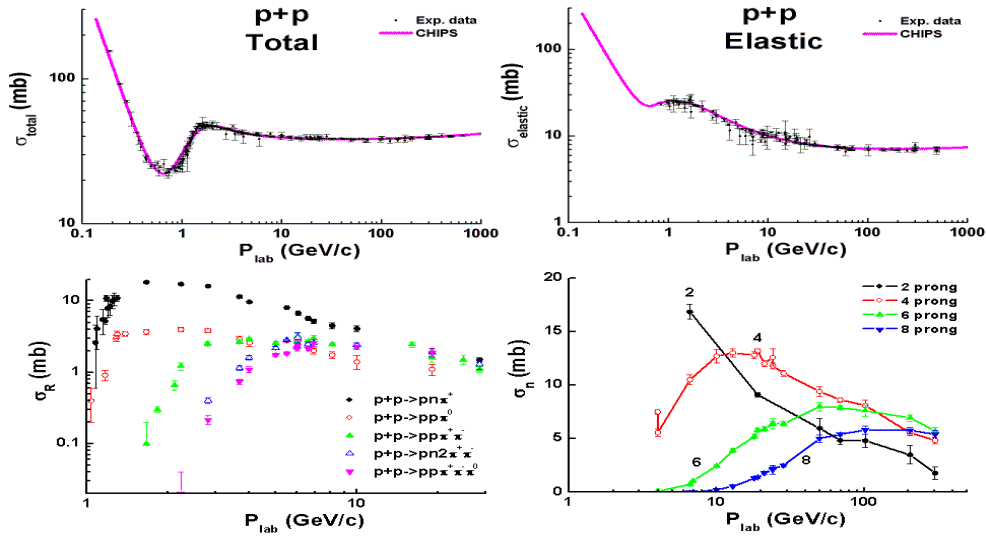 p+p
Total
Exp. data
CHIPS
σtotal (mb)
100
10
0.1
1
10
100
1000
Plab (GeV/c)
p+p
Elastic
Exp. data
CHIPS
σelastic (mb)
100
10
1
0.1
1
10
100
1000
Plab (GeV/c)
σR (mb)
10
1
0.1
p+p->pnπ+
p+p->ppπ0
p+p->ppπ+π-
p+p->pn2π+π-
p+p->ppπ+π-π0
1
10
Plab (GeV/c)
σn (mb)
20
15
10
5
0
2
4
6
8
2 prong
4 prong
6 prong
8 prong
10
100
Plab (GeV/c)